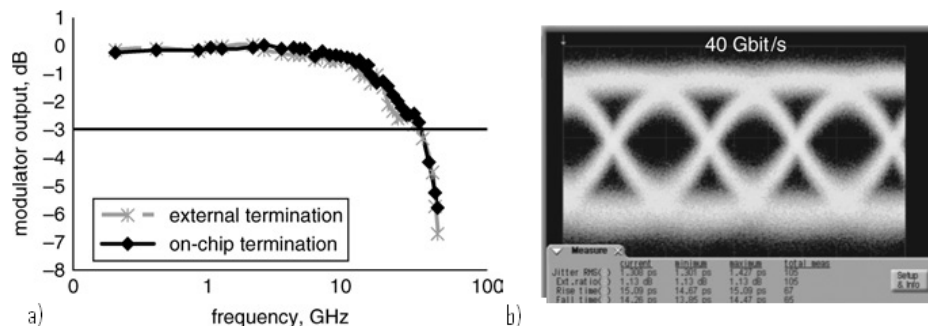 a)
modulator output, dB
1
0
–1
–2
–3
–4
–5
–6
–7
–8
external termination
on-chip termination
0
1
10
100
frequency, GHz
b)
40 Gbit/s
Measure
current minimum maximum total meas
Jitter RMS( ) 1.308 ps 1.301 ps 1.427 ps 105
Ext.ratio( ) 1.13 dB 1.13 dB 1.13 dB 105
Rise time( ) 15.09 ps 14.67 ps 15.09 ps 67
Fall time( ) 14.26 ps 13.85 ps 14.47 ps 65
Setup
& Info